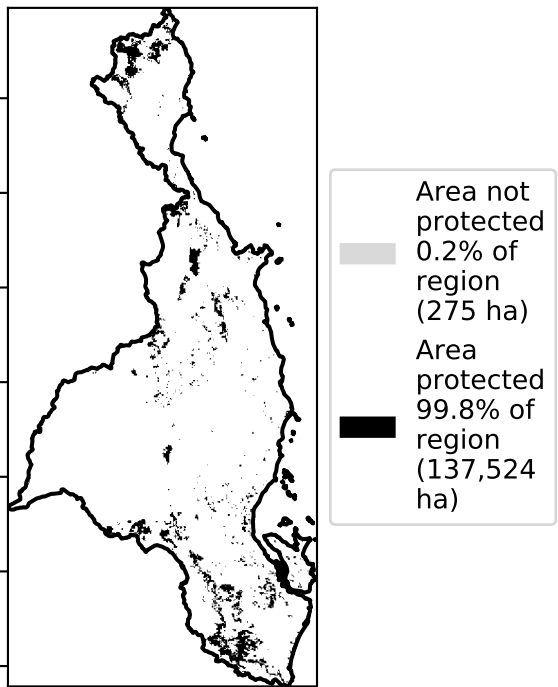 Area not
protected
0.2% of
region
(275 ha)
Area
protected
99.8% of
region
(137,524
ha)